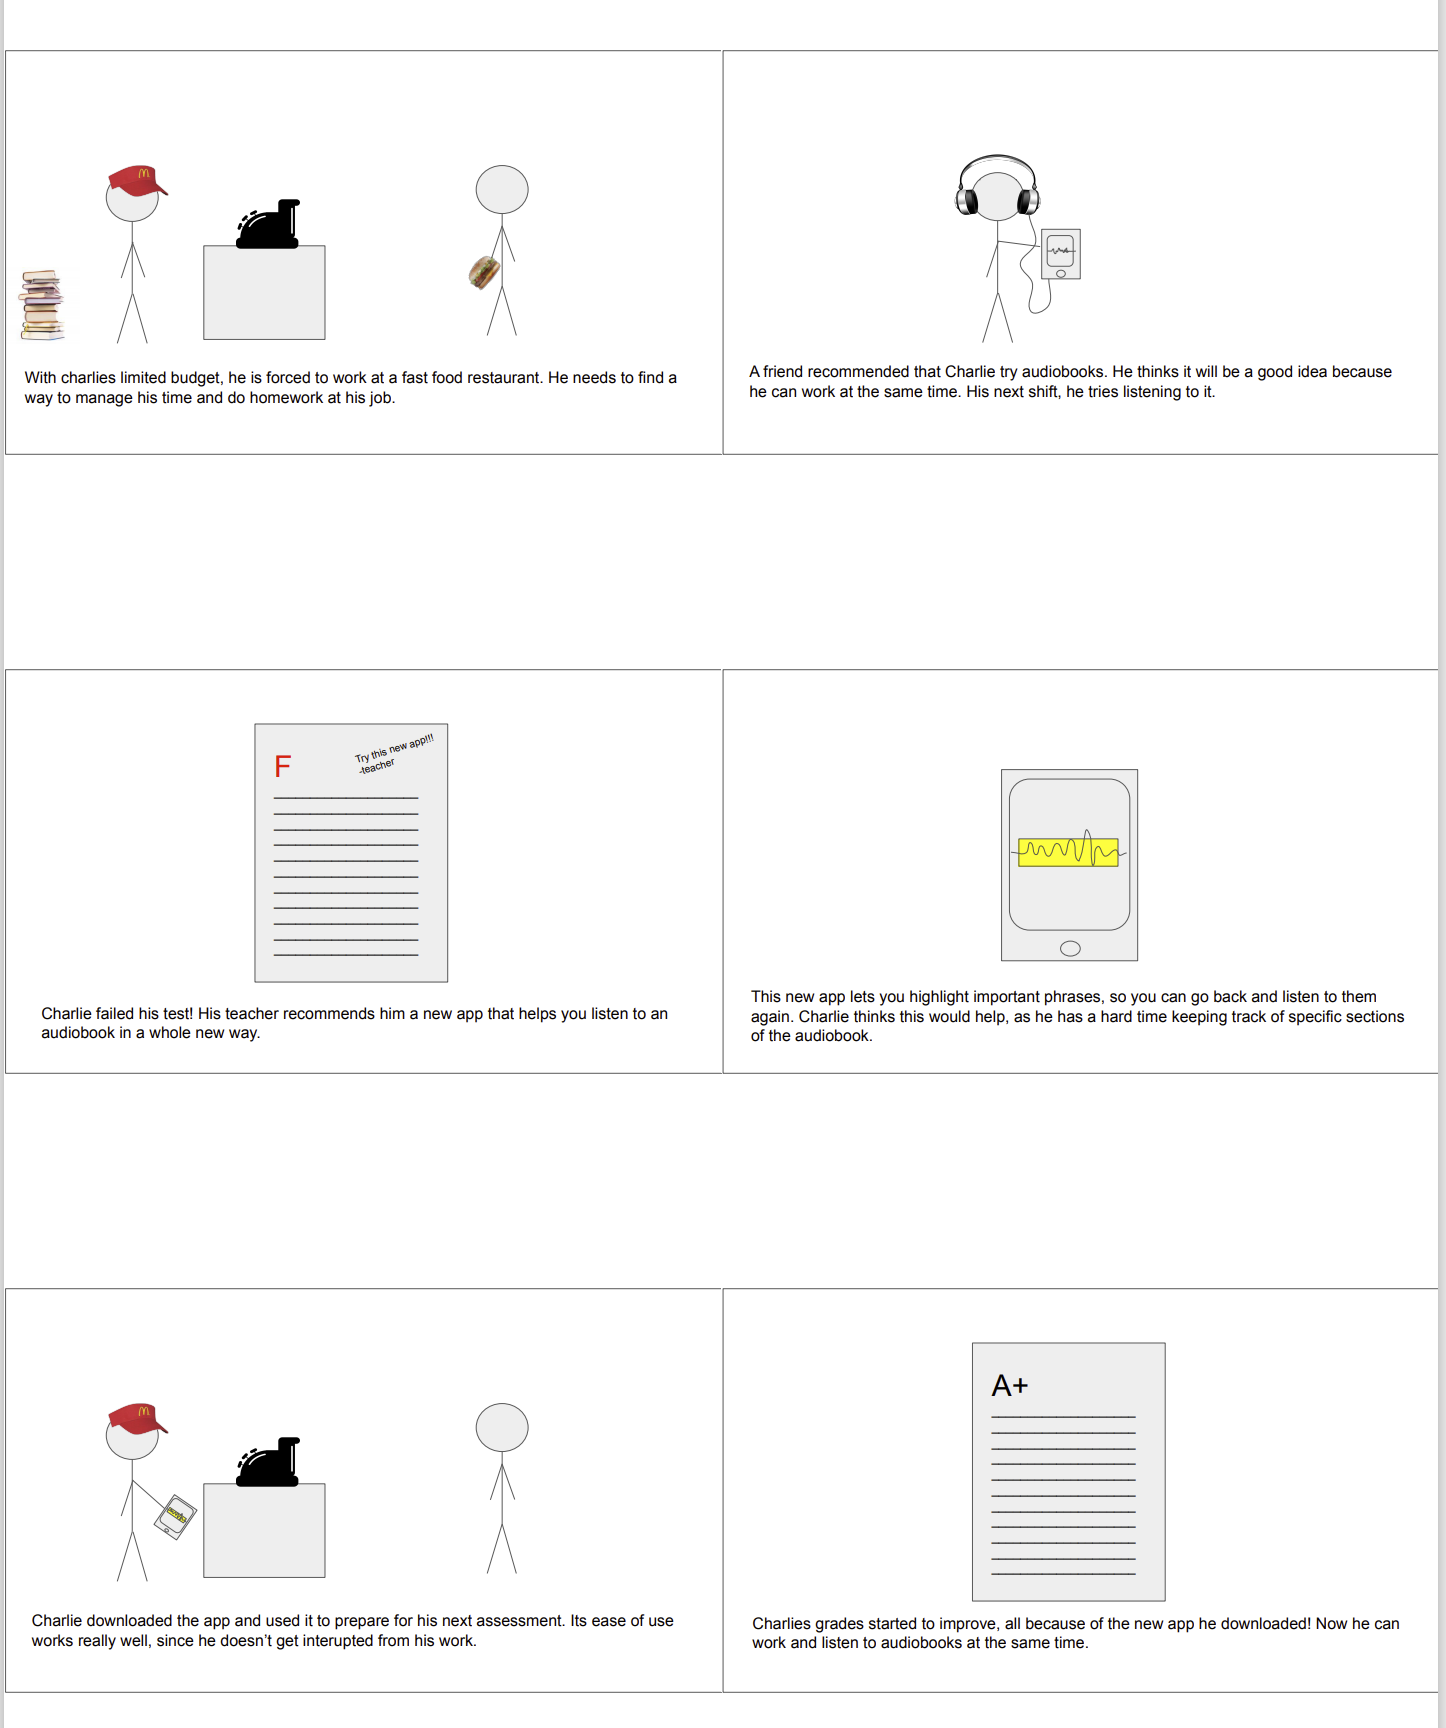 With charlies limited budget, he is forced to work at a fast food restaurant. He needs to find a
way to manage his time and do homework at his job.
A friend recommended that Charlie try audiobooks. He thinks it will be a good idea because
he can work at the same time. His next shift, he tries listening to it.
F
Try this new app!!!
-teacher
Charlie failed his test! His teacher recommends him a new app that helps you listen to an
audiobook in a whole new way.
This new app lets you highlight important phrases, so you can go back and listen to them
again. Charlie thinks this would help, as he has a hard time keeping track of specific sections
of the audiobook.
Charlie downloaded the app and used it to prepare for his next assessment. Its ease of use
works really well, since he doesn't get interupted from his work.
A+
Charlies grades started to improve, all because of the new app he downloaded! Now he can
work and listen to audiobooks at the same time.